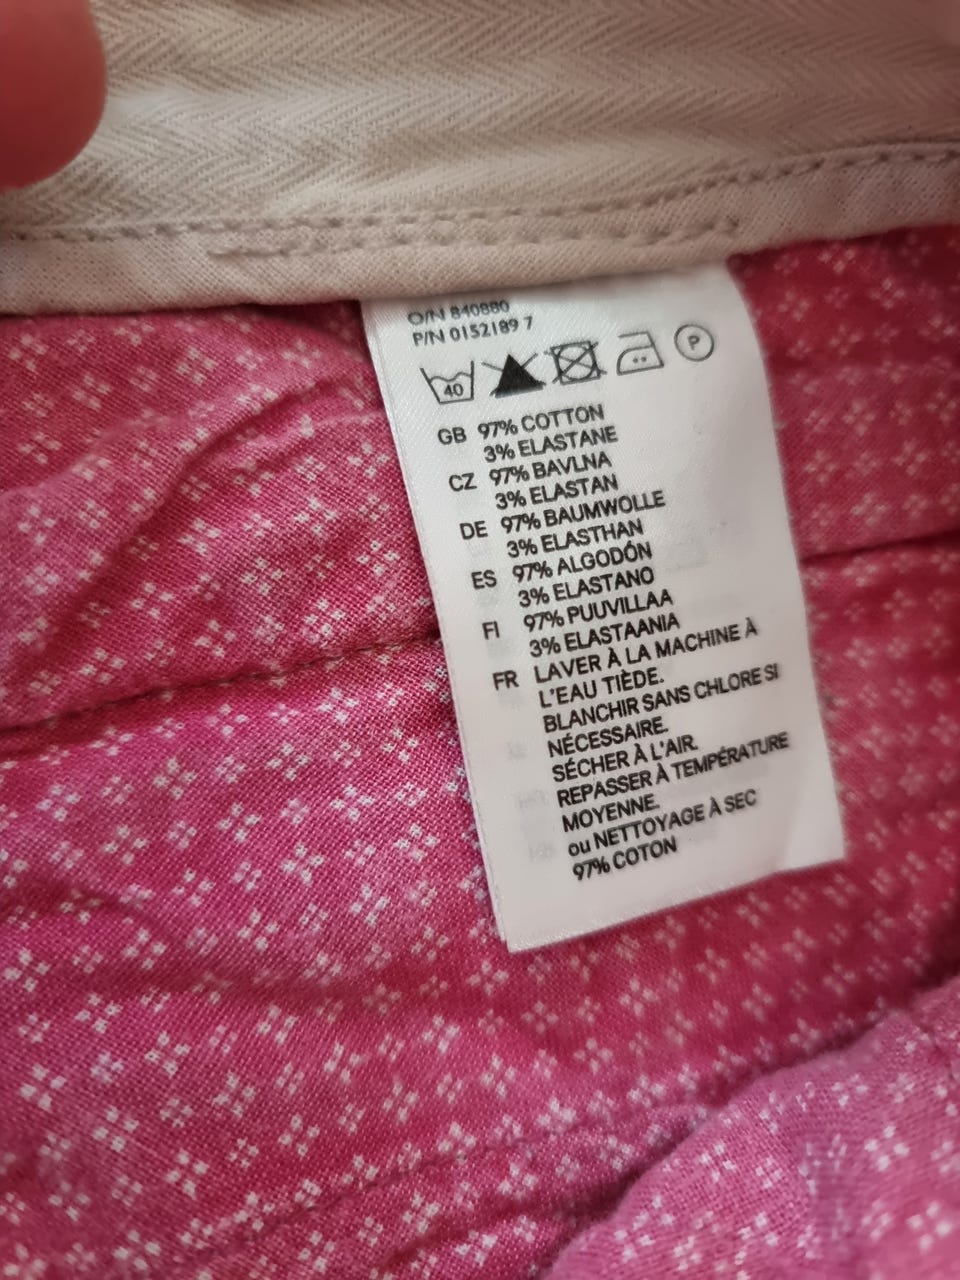 O/N 840880
P/N 0152189 7
40 P
GB 97% COTTON
3% ELASTANE
CZ 97% BAVLNA
3% ELASTAN
DE 97% BAUMWOLLE
3% ELASTHAN
ES 97% ALGODÓN
3% ELASTANO
FI 97% PUUVILLAA
3% ELASTAANIA
FR LAVER À LA MACHINE À
L'EAU TIÈDE.
BLANCHIR SANS CHLORE SI
NÉCESSAIRE.
SÉCHER À L'AIR.
REPASSER À TEMPÉRATURE
MOYENNE.
ou NETTOYAGE À SEC
97% COTON